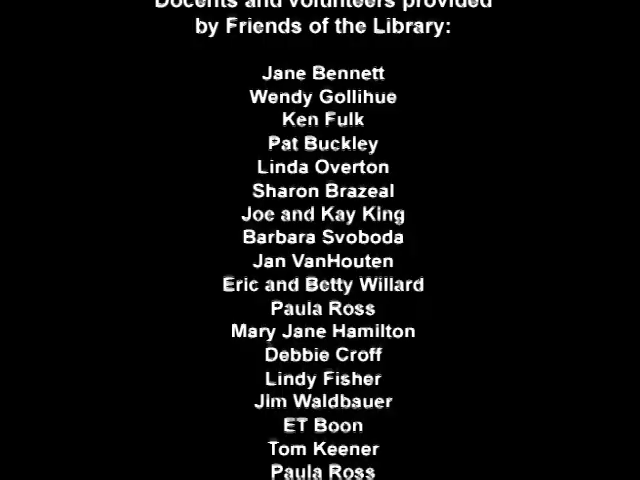 Docents and volunteers provided
by Friends of the Library:
Jane Bennett
Wendy Gollihue
Ken Fulk
Pat Buckley
Linda Overton
Sharon Brazeal
Joe and Kay King
Barbara Svoboda
Jan VanHouten
Eric and Betty Willard
Paula Ross
Mary Jane Hamilton
Debbie Croff
Lindy Fisher
Jim Waldbauer
ET Boon
Tom Keener
Paula Ross